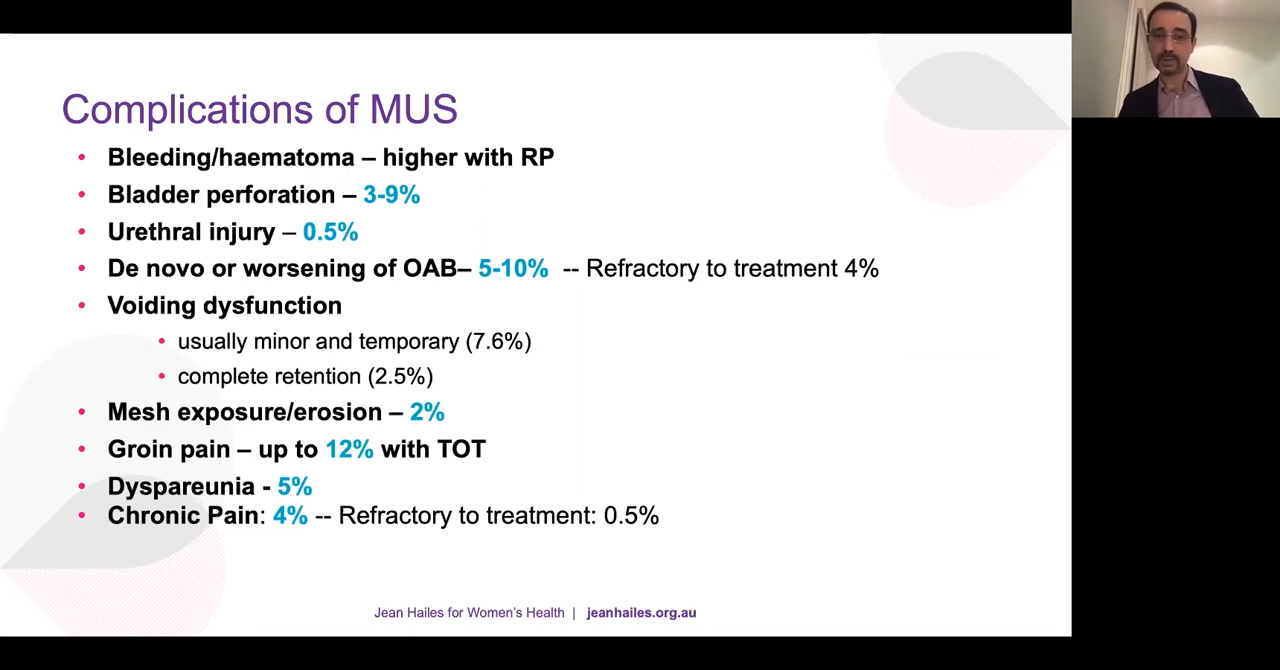 Complications of MUS
• Bleeding/haematoma – higher with RP
• Bladder perforation – 3-9%
• Urethral injury – 0.5%
• De novo or worsening of OAB– 5-10% -- Refractory to treatment 4%
• Voiding dysfunction
• usually minor and temporary (7.6%)
• complete retention (2.5%)
• Mesh exposure/erosion – 2%
• Groin pain – up to 12% with TOT
• Dyspareunia - 5%
• Chronic Pain: 4% -- Refractory to treatment: 0.5%
Jean Hailes for Women's Health | jeanhailes.org.au